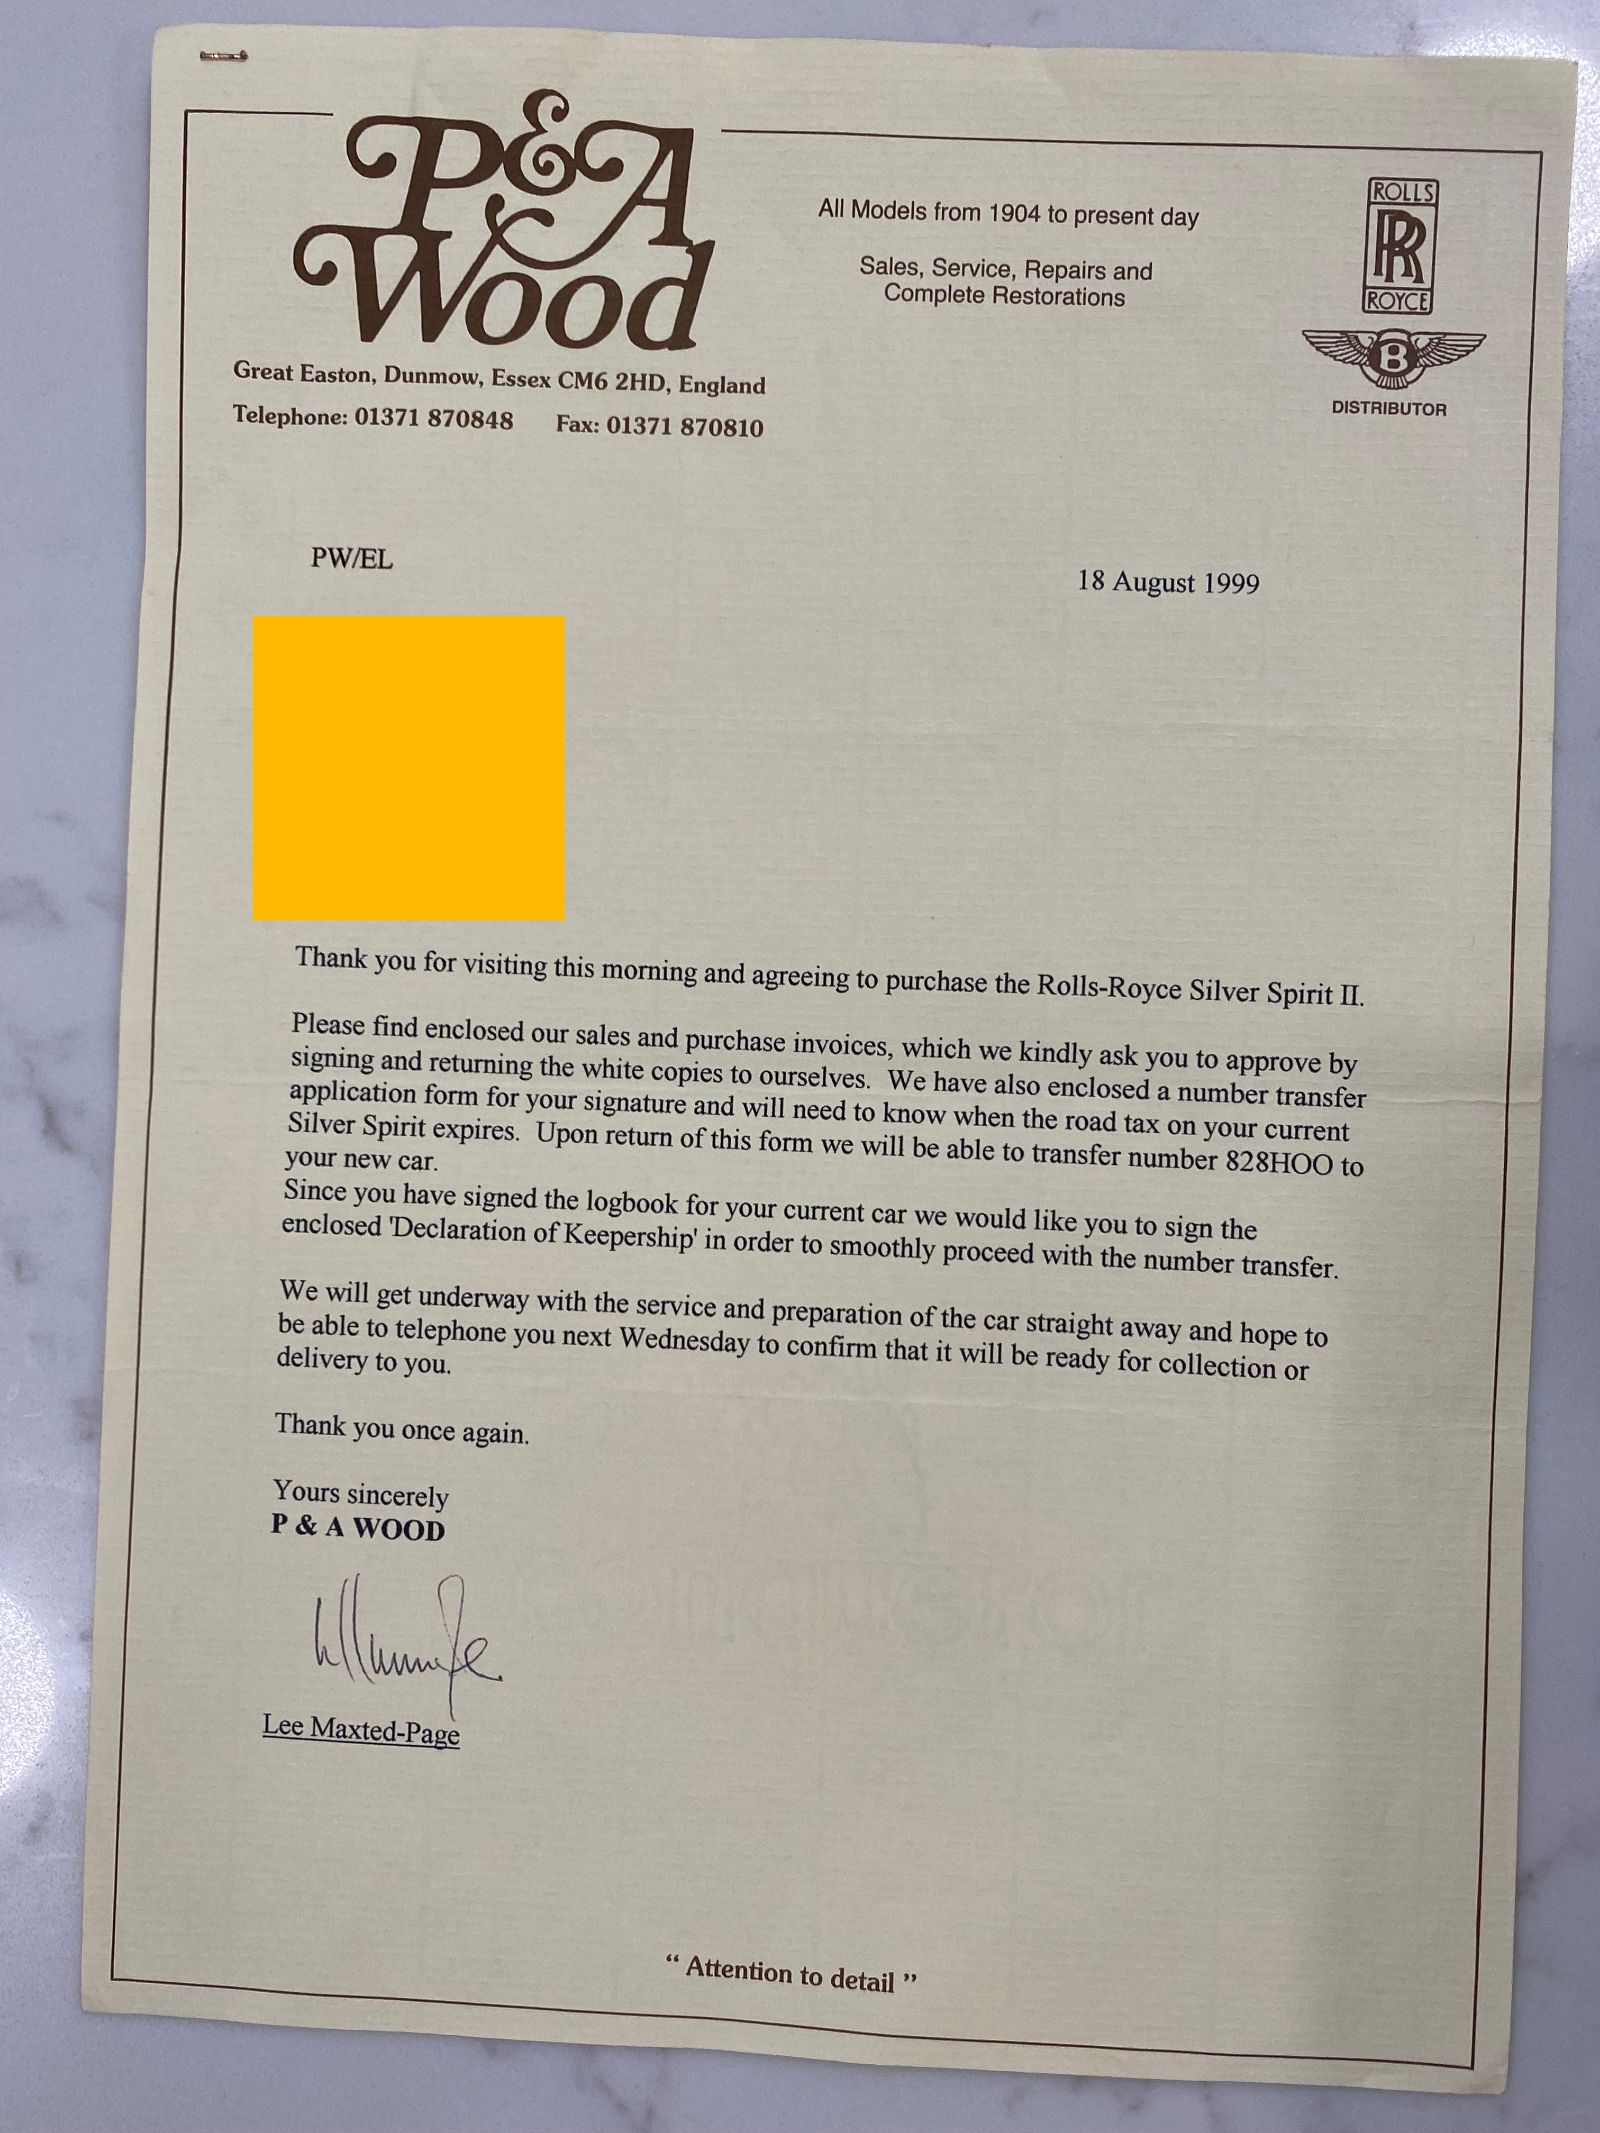 P&A
Wood
Great Easton, Dunmow, Essex CM6 2HD, England
Telephone: 01371 870848 Fax: 01371 870810
All Models from 1904 to present day
Sales, Service, Repairs and
Complete Restorations
ROLLS
RR
ROYCE
B
DISTRIBUTOR
PW/EL
18 August 1999
Thank you for visiting this morning and agreeing to purchase the Rolls-Royce Silver Spirit II.
Please find enclosed our sales and purchase invoices, which we kindly ask you to approve by
signing and returning the white copies to ourselves. We have also enclosed a number transfer
application form for your signature and will need to know when the road tax on your current
Silver Spirit expires. Upon return of this form we will be able to transfer number 828HOO to
your new car.
Since you have signed the logbook for your current car we would like you to sign the
enclosed 'Declaration of Keepership' in order to smoothly proceed with the number transfer.
We will get underway with the service and preparation of the car straight away and hope to
be able to telephone you next Wednesday to confirm that it will be ready for collection or
delivery to you.
Thank you once again.
Yours sincerely
P & A WOOD
Lee Maxted-Page
“ Attention to detail ”